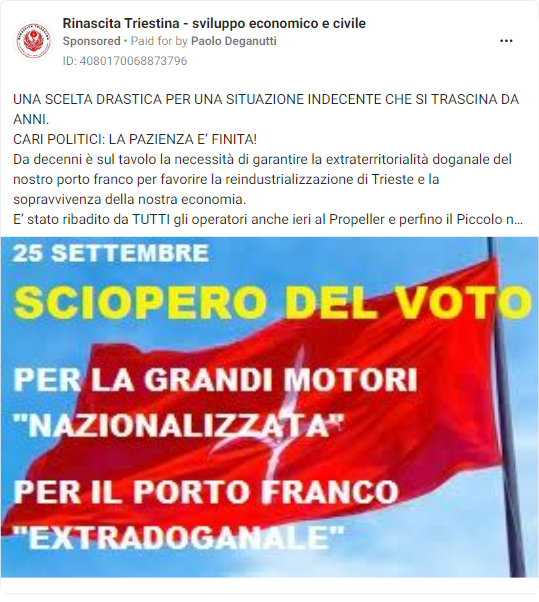 Rinascita Triestina - sviluppo economico e civile
Sponsored • Paid for by Paolo Deganutti
ID: 4080170068873796
UNA SCELTA DRASTICA PER UNA SITUAZIONE INDECENTE CHE SI TRASCINA DA
ANNI.
CARI POLITICI: LA PAZIENZA E’ FINITA!
Da decenni è sul tavolo la necessità di garantire la extraterritorialità doganale del
nostro porto franco per favorire la reindustrializzazione di Trieste e la
sopravvivenza della nostra economia.
E’ stato ribadito da TUTTI gli operatori anche ieri al Propeller e perfino il Piccolo n...
25 SETTEMBRE
SCIOPERO DEL VOTO
PER LA GRANDI MOTORI
"NAZIONALIZZATA"
PER IL PORTO FRANCO
"EXTRADOGANALE"